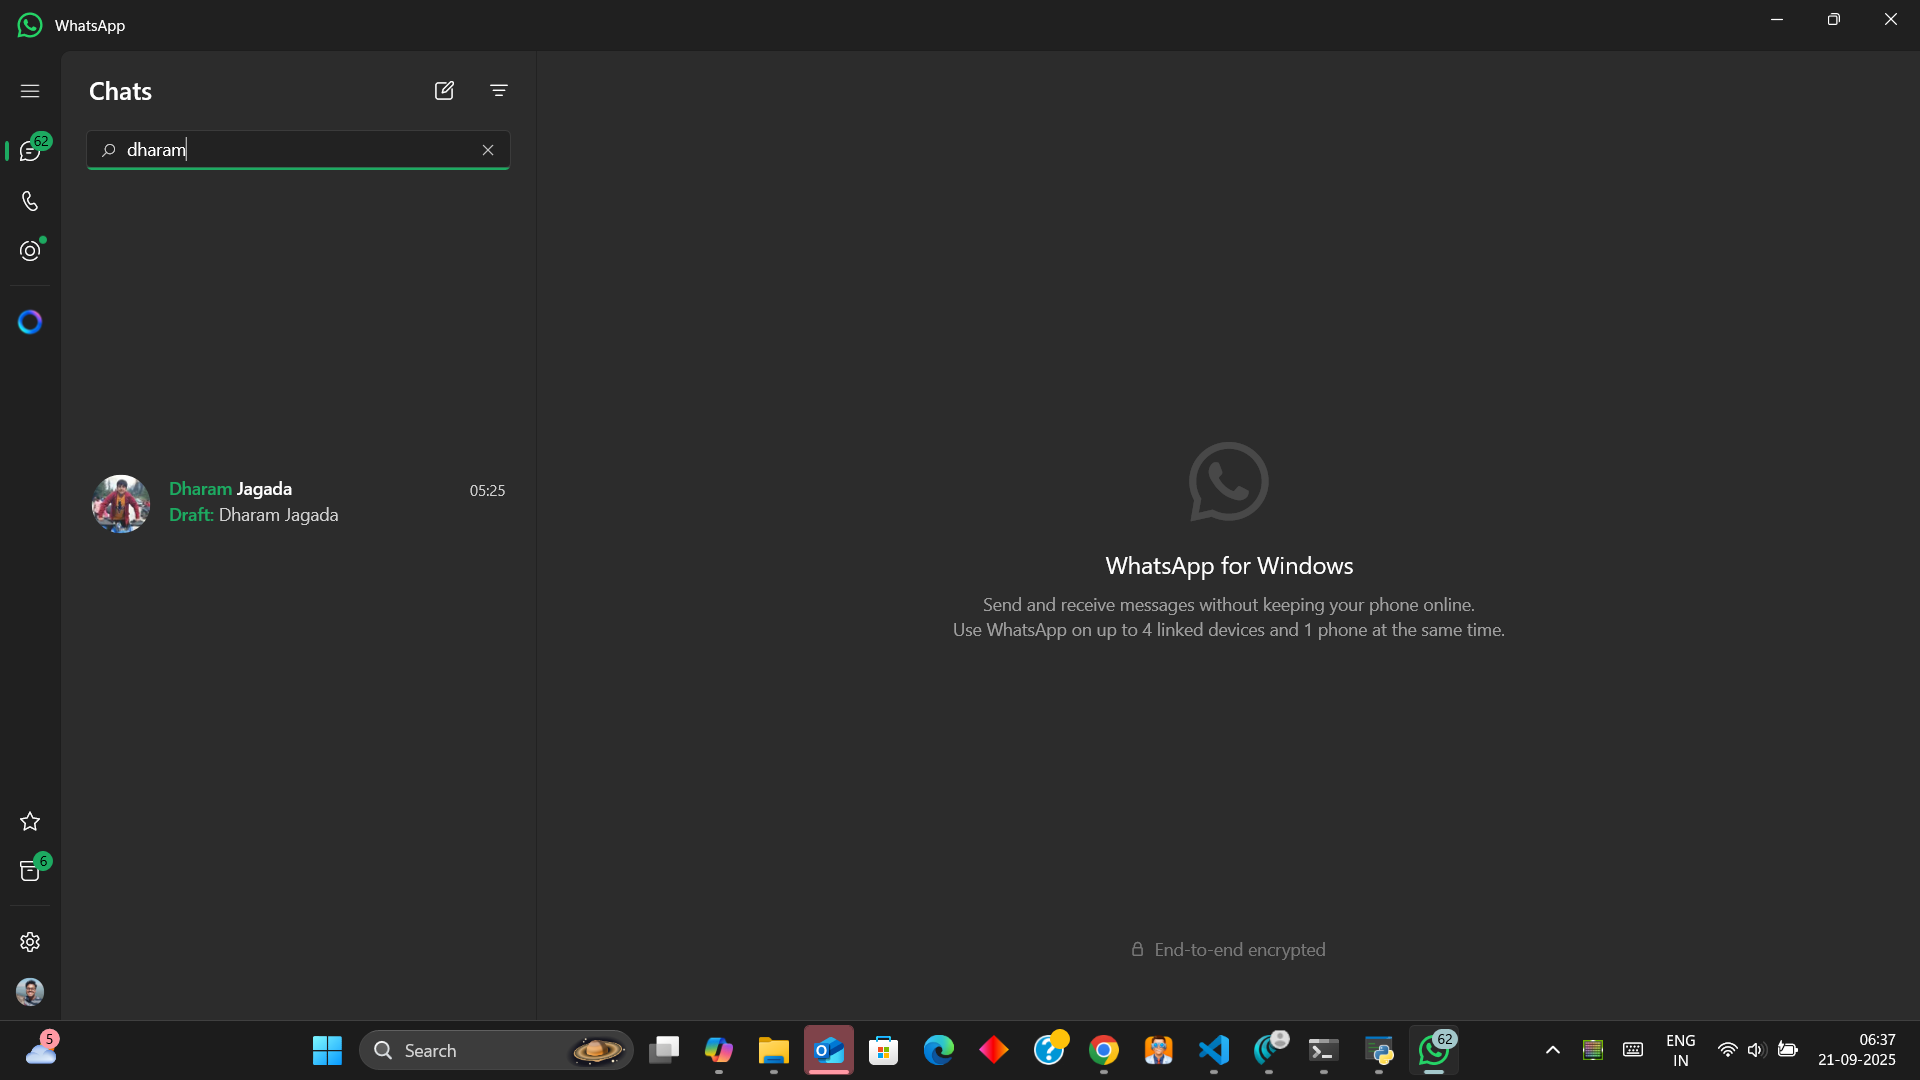 WhatsApp
Chats
62
dharam
Dharam Jagada
05:25
Draft: Dharam Jagada
WhatsApp for Windows
Send and receive messages without keeping your phone online.
Use WhatsApp on up to 4 linked devices and 1 phone at the same time.
6
End-to-end encrypted
5
Search
62
ENG
IN
06:37
21-09-2025